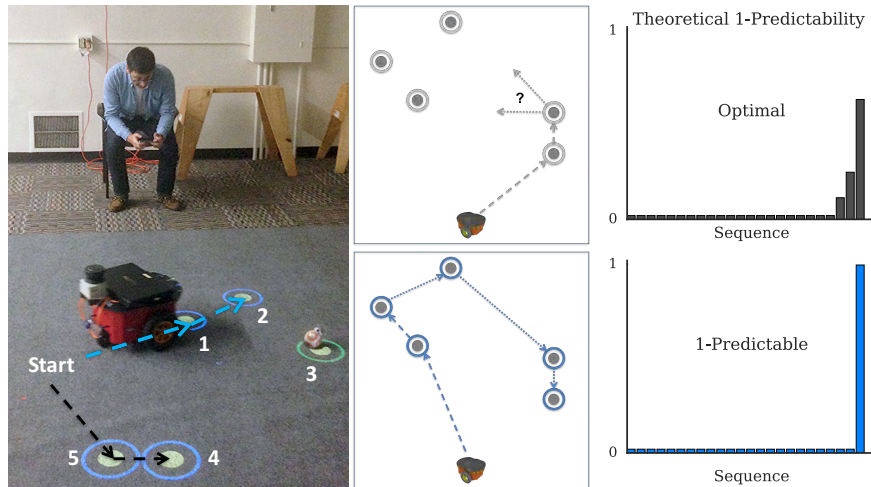 Start
1
2
3
4
5
?
Theoretical 1-Predictability
1
Optimal
0
Sequence
1
1-Predictable
0
Sequence